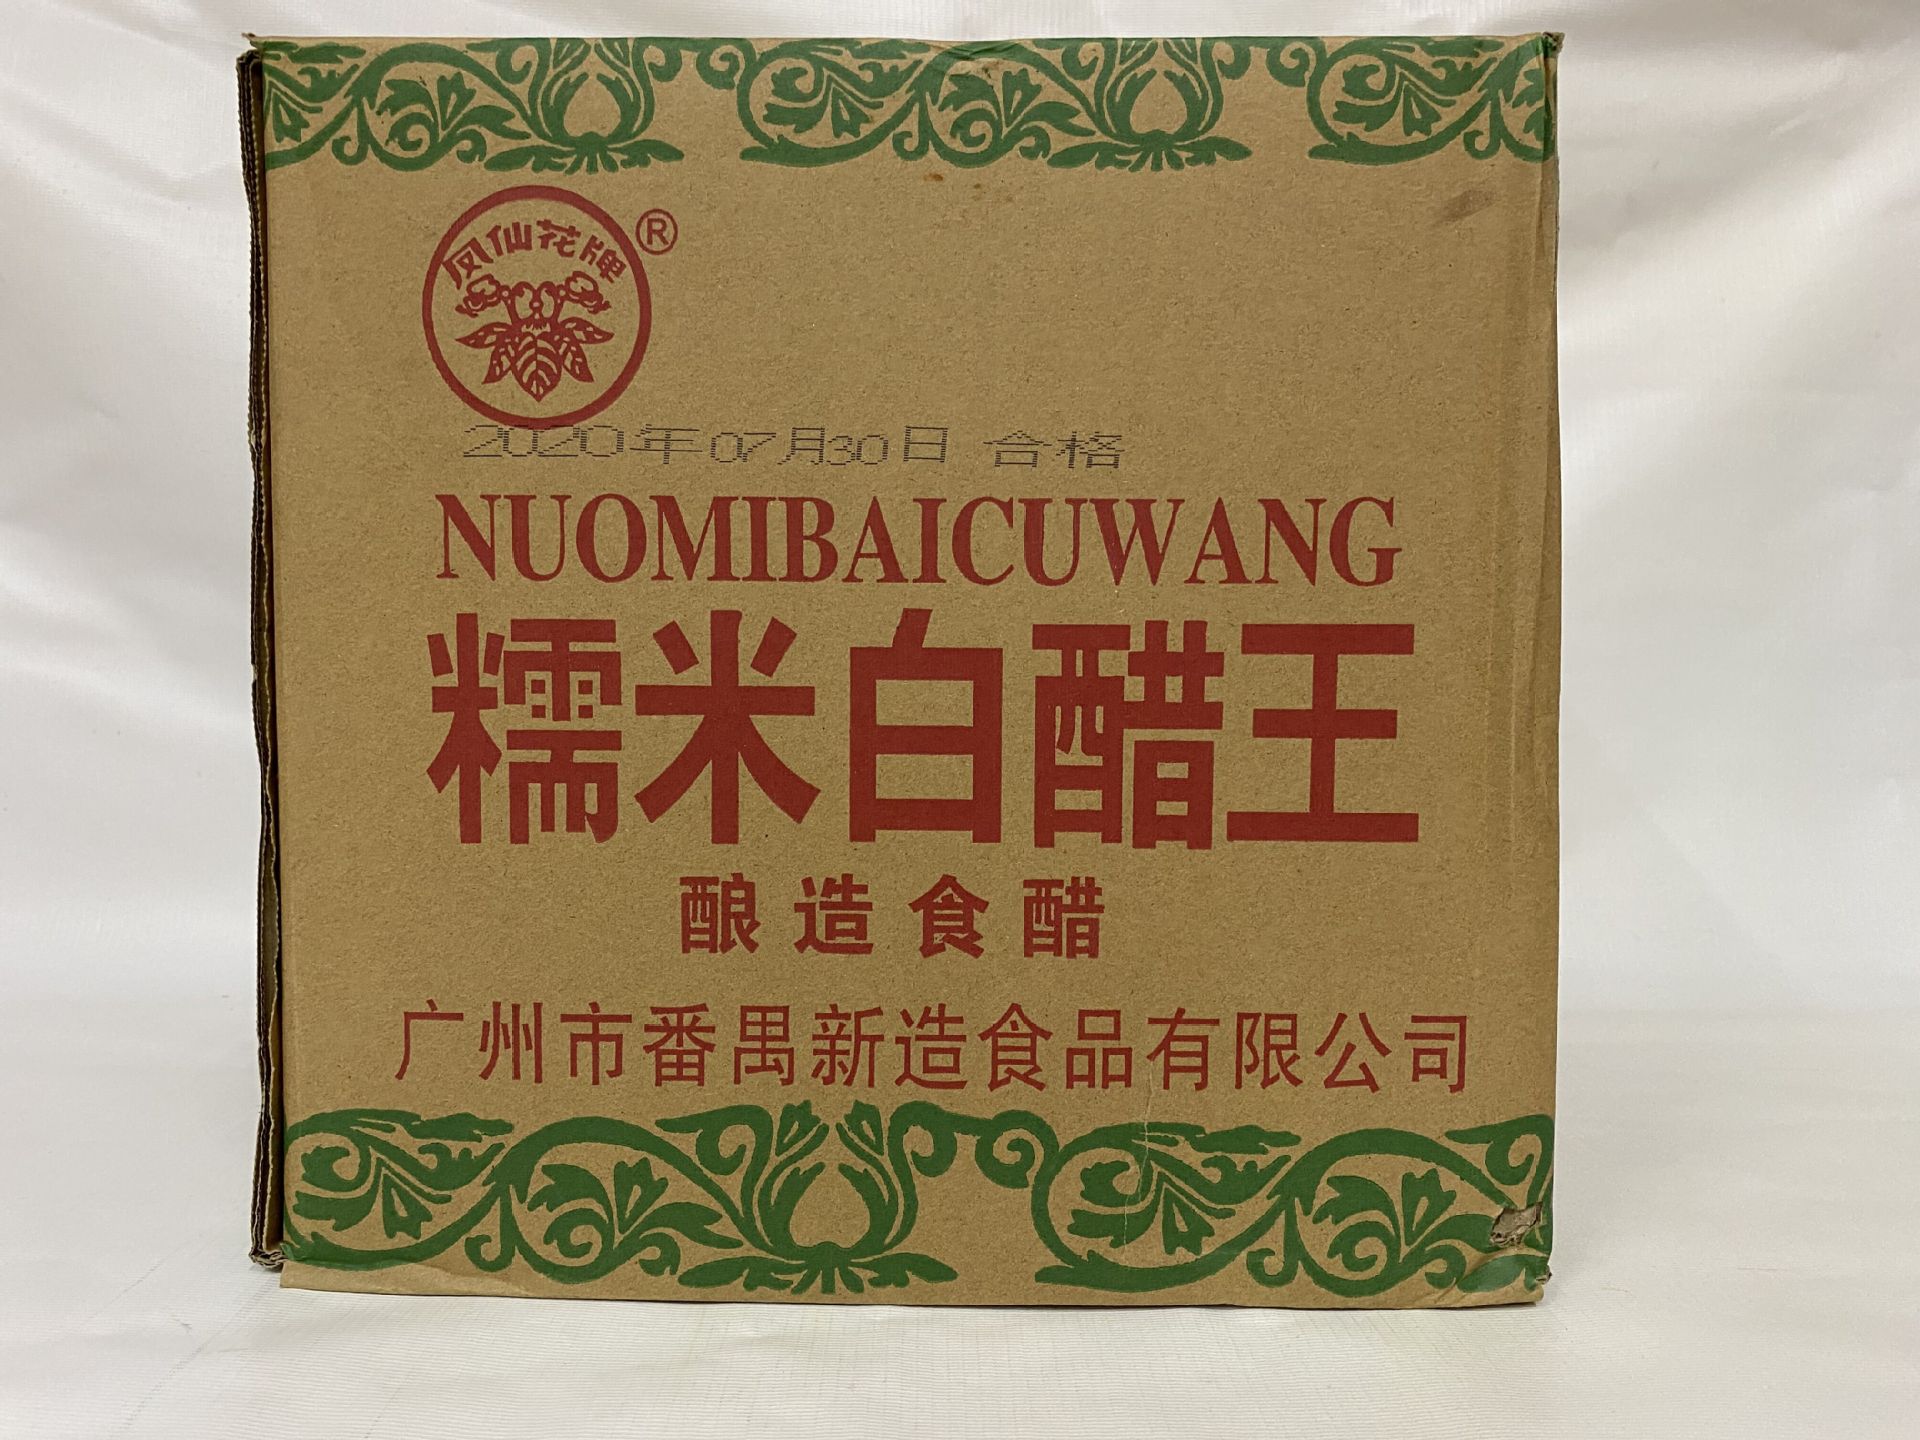 凤仙花牌
®
2020年07月30日 合格
NUOMIBAICUWANG
糯米白醋王
酿造食醋
广州市番禺新造食品有限公司